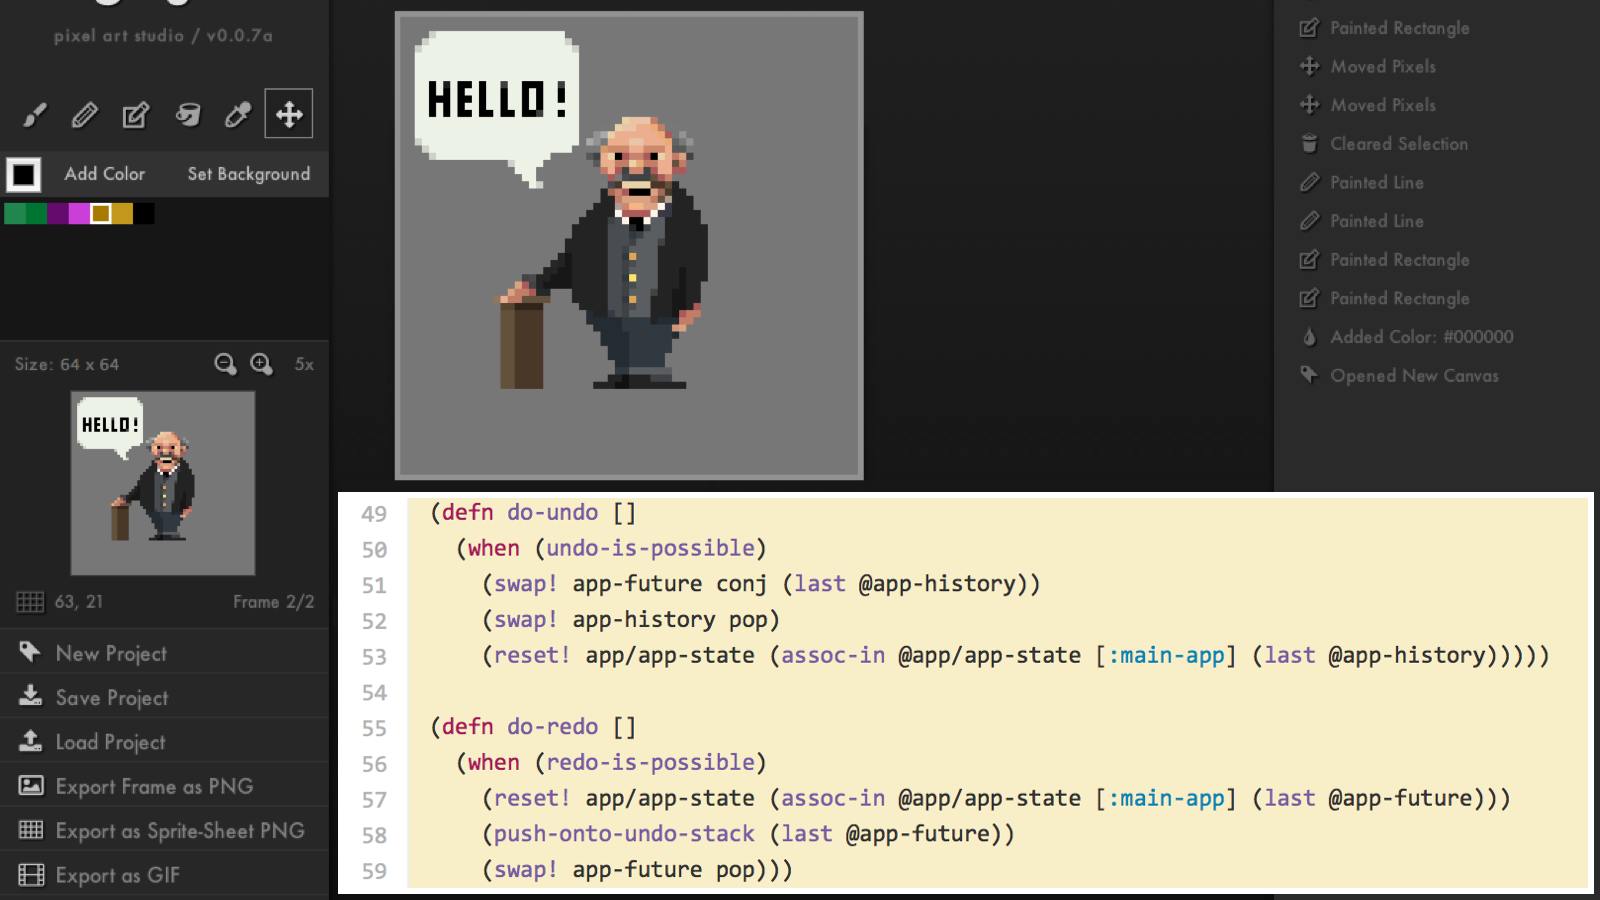 pixel art studio / v0.0.7a
Add Color
Set Background
Size: 64 x 64
5x
HELLO!
63, 21
Frame 2/2
New Project
Save Project
Load Project
Export Frame as PNG
Export as Sprite-Sheet PNG
Export as GIF
HELLO!
Painted Rectangle
Moved Pixels
Moved Pixels
Cleared Selection
Painted Line
Painted Line
Painted Rectangle
Painted Rectangle
Added Color: #000000
Opened New Canvas
49 (defn do-undo []
50   (when (undo-is-possible)
51     (swap! app-future conj (last @app-history))
52     (swap! app-history pop)
53     (reset! app/app-state (assoc-in @app/app-state [:main-app] (last @app-history)))))
54
55 (defn do-redo []
56   (when (redo-is-possible)
57     (reset! app/app-state (assoc-in @app/app-state [:main-app] (last @app-future)))
58     (push-onto-undo-stack (last @app-future))
59     (swap! app-future pop)))